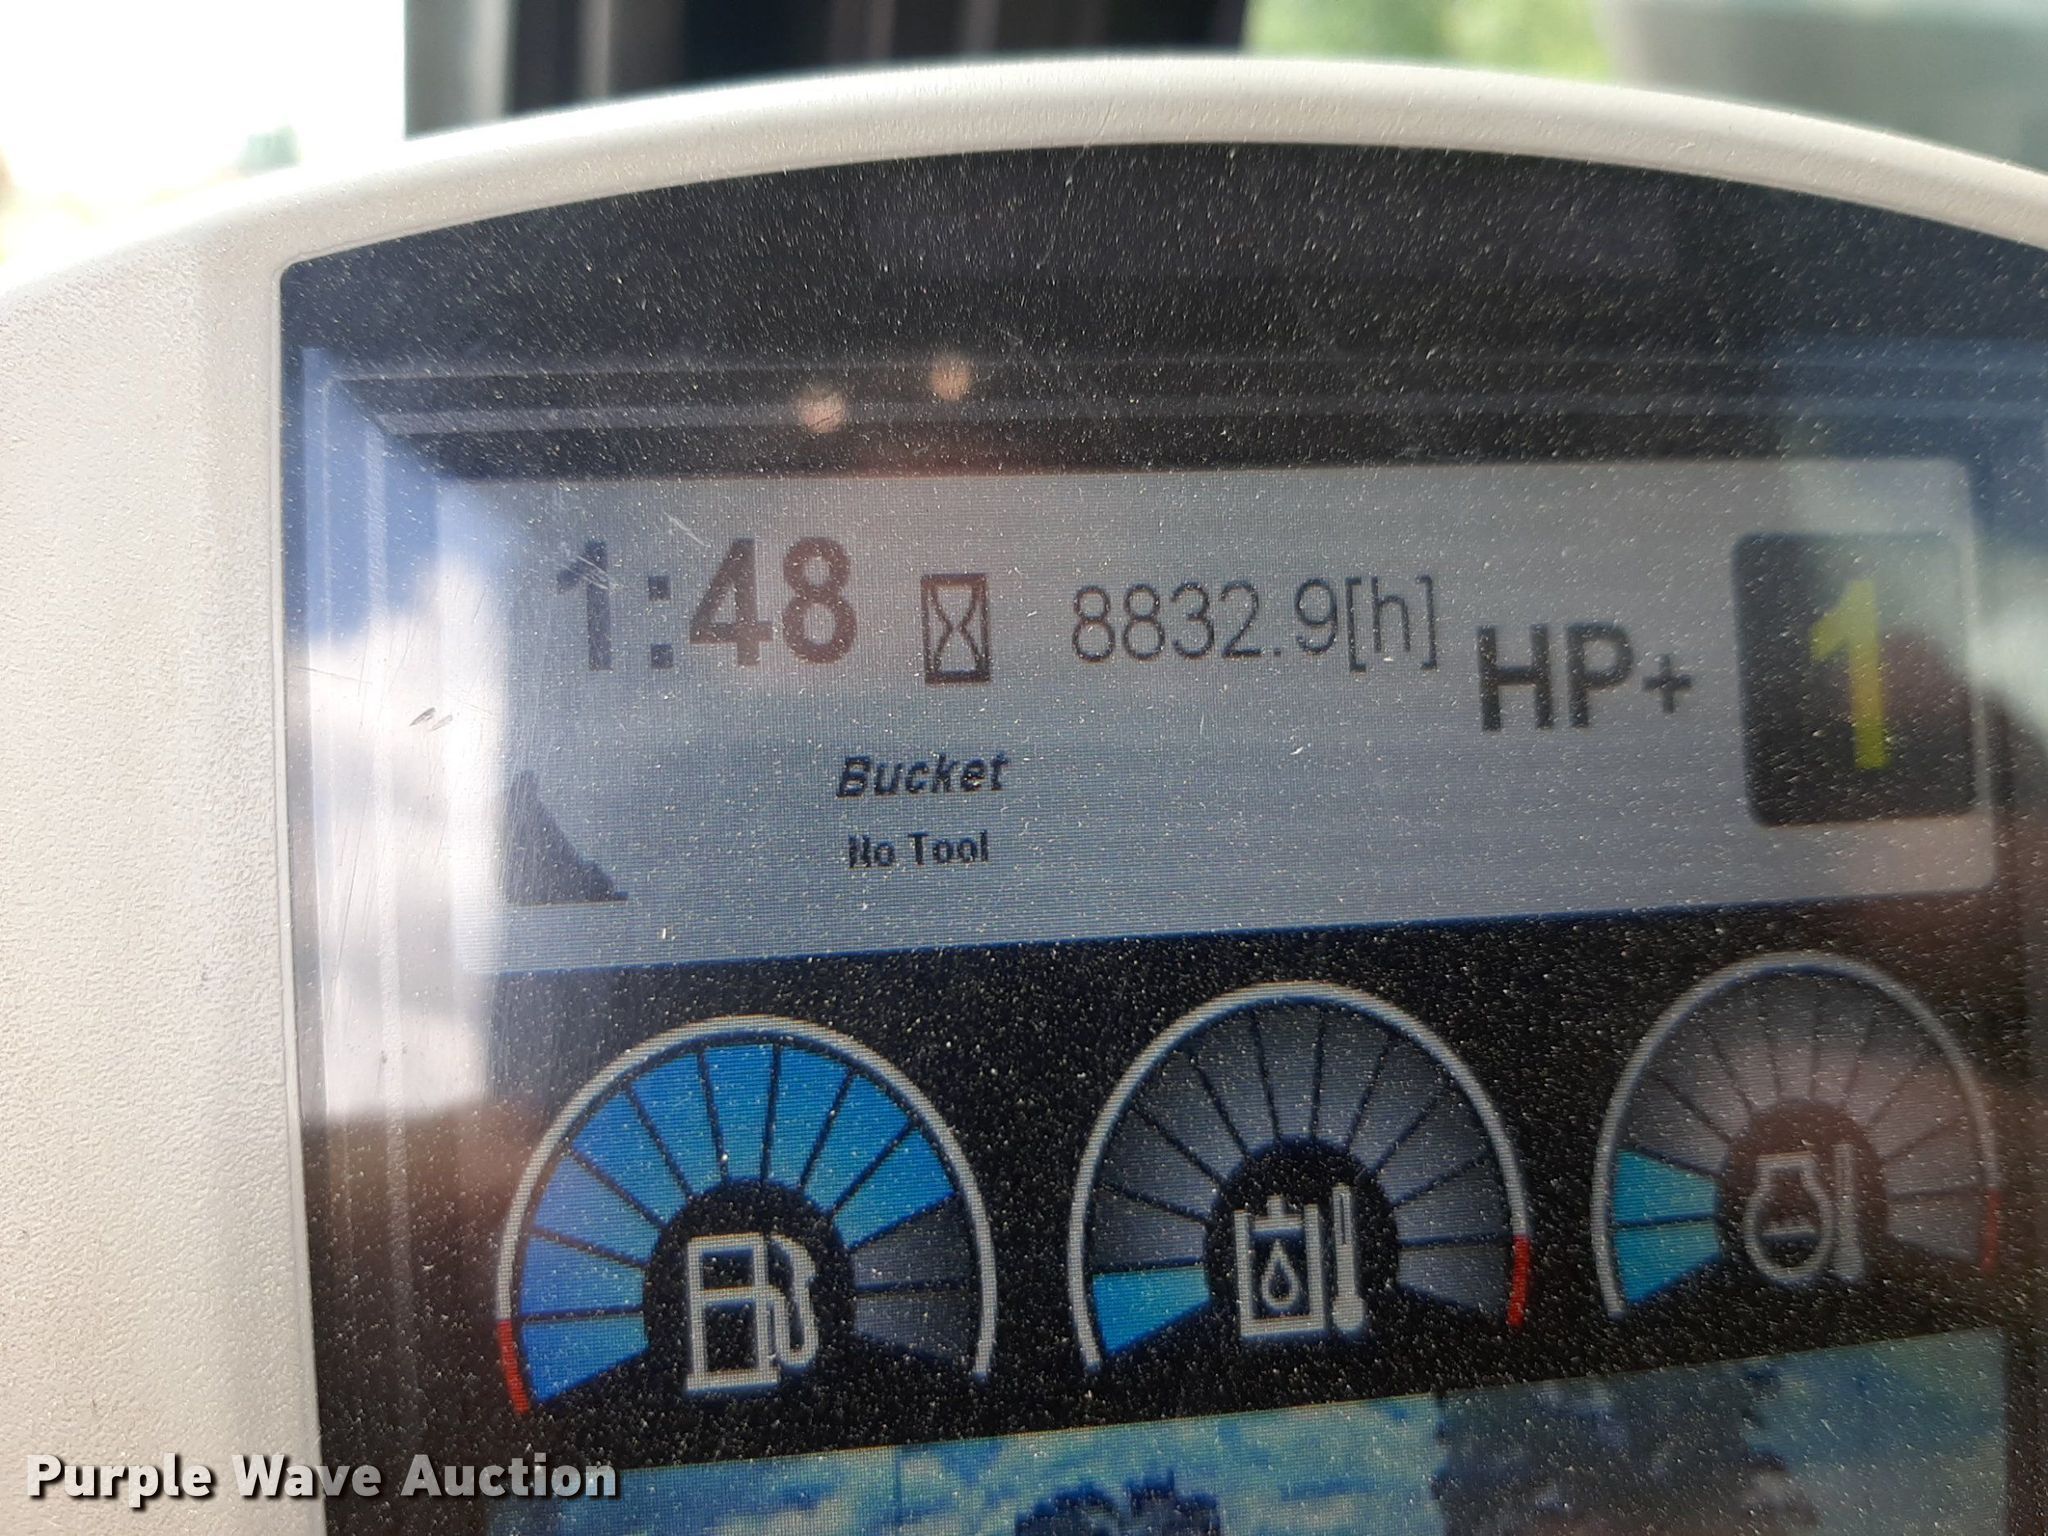 1:48 8832.9[h] HP+ 1
Bucket
No Tool
Purple Wave Auction